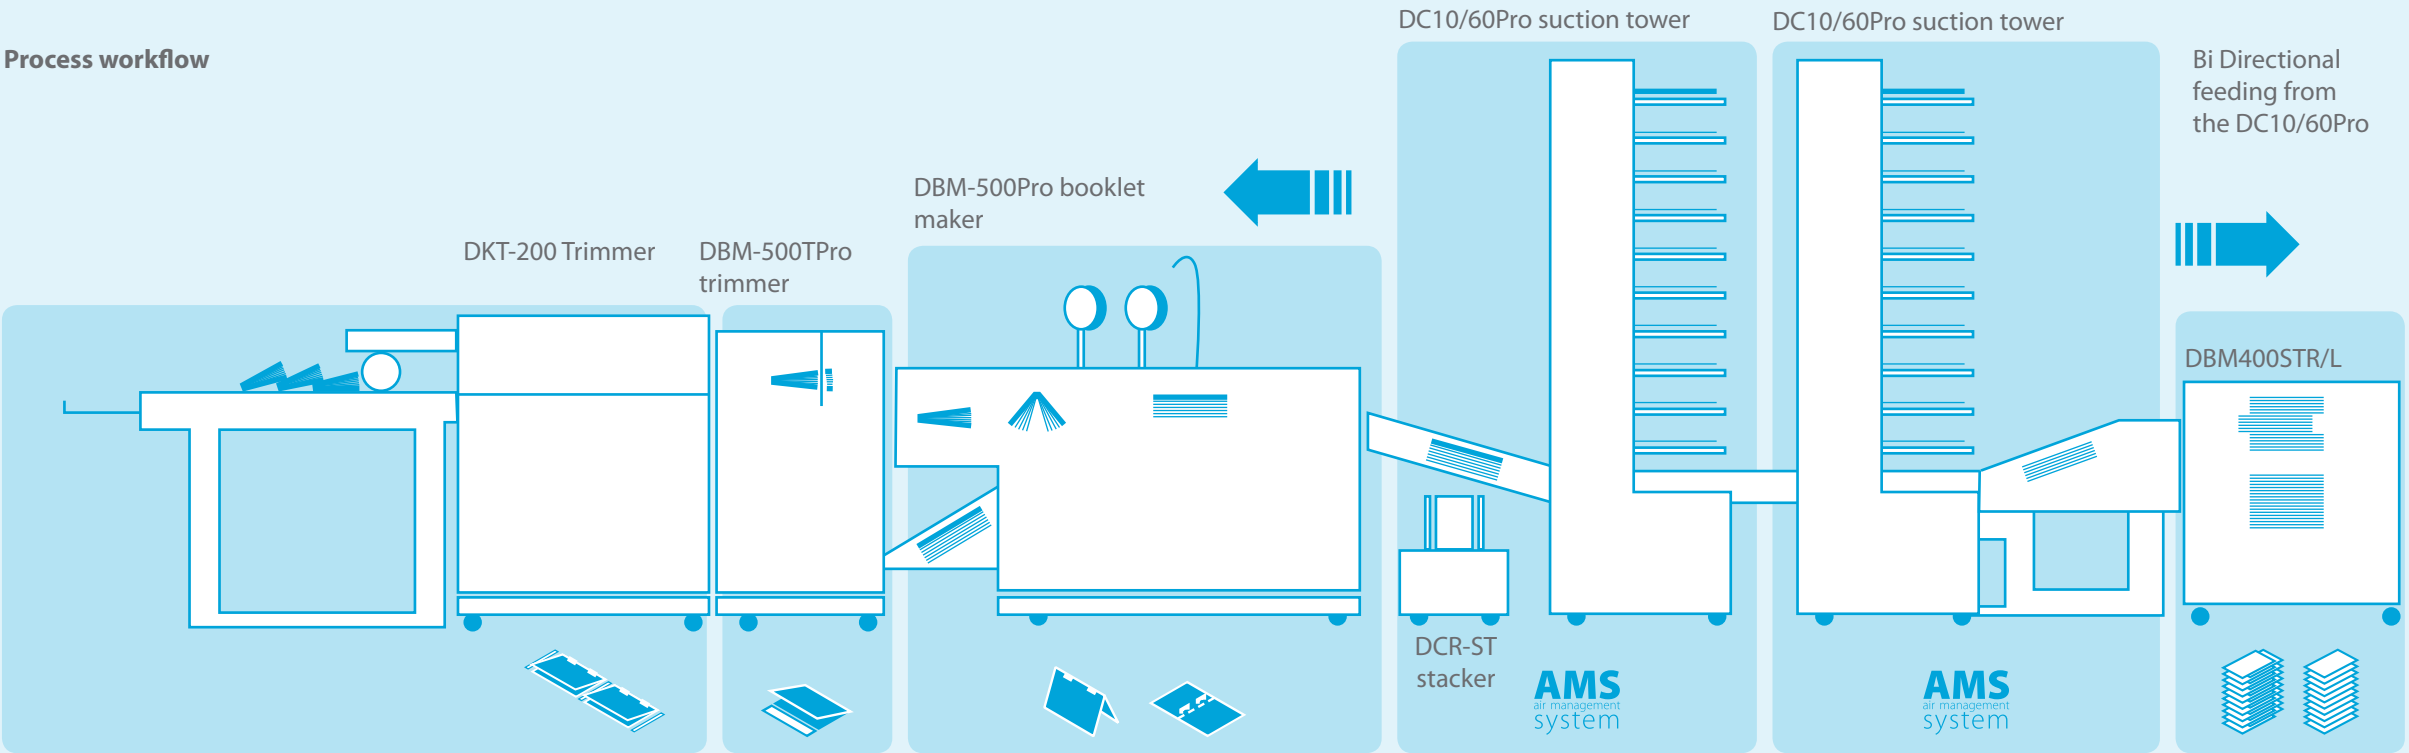 Process workflow
DKT-200 Trimmer
DBM-500TPro
trimmer
DBM-500Pro booklet
maker
DC10/60Pro suction tower
DC10/60Pro suction tower
Bi Directional
feeding from
the DC10/60Pro
DBM400STR/L
DCR-ST
stacker
AMS
air management
system
AMS
air management
system